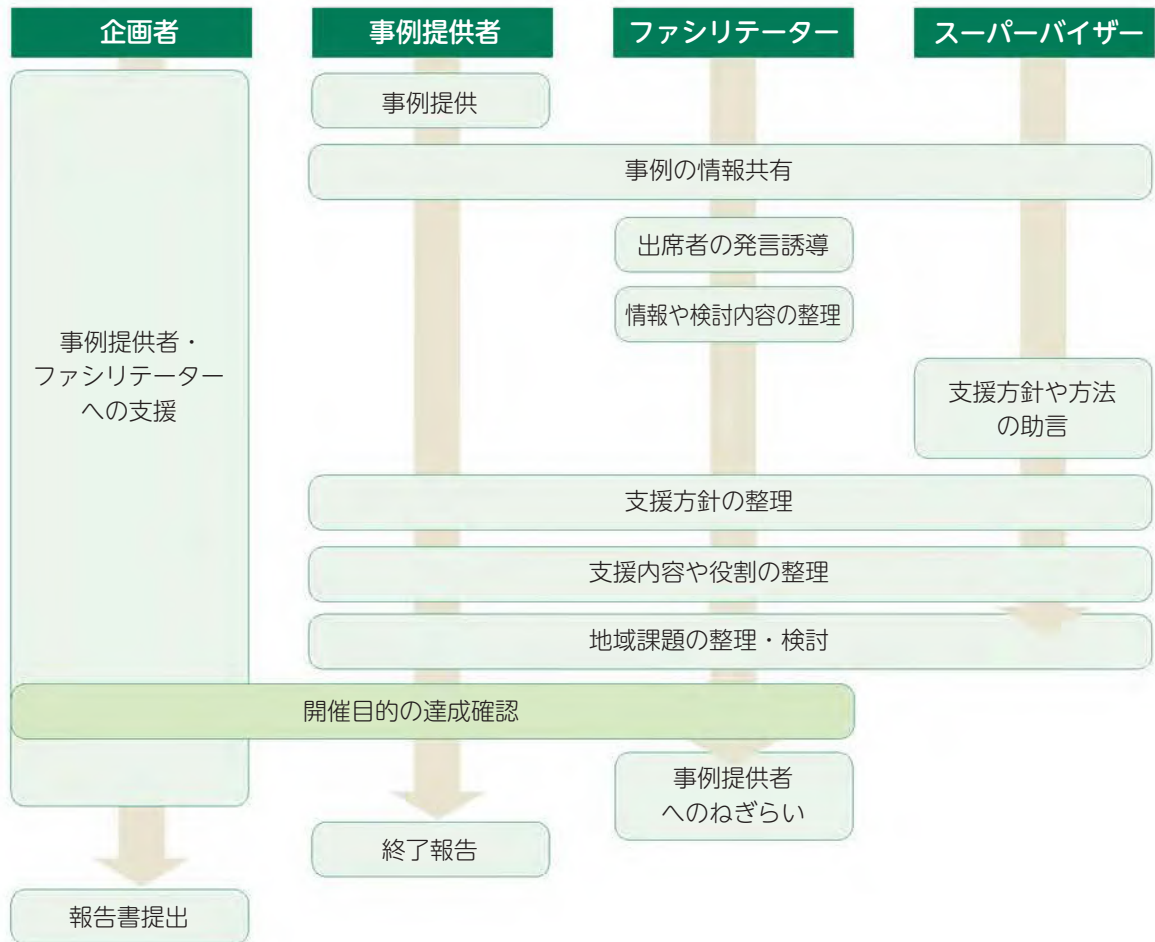 企画者
事例提供者
ファシリテーター
スーパーバイザー
事例提供
事例の情報共有
出席者の発言誘導
情報や検討内容の整理
事例提供者・
ファシリテーター
への支援
支援方針や方法
の助言
支援方針の整理
支援内容や役割の整理
地域課題の整理・検討
開催目的の達成確認
事例提供者
へのねぎらい
終了報告
報告書提出